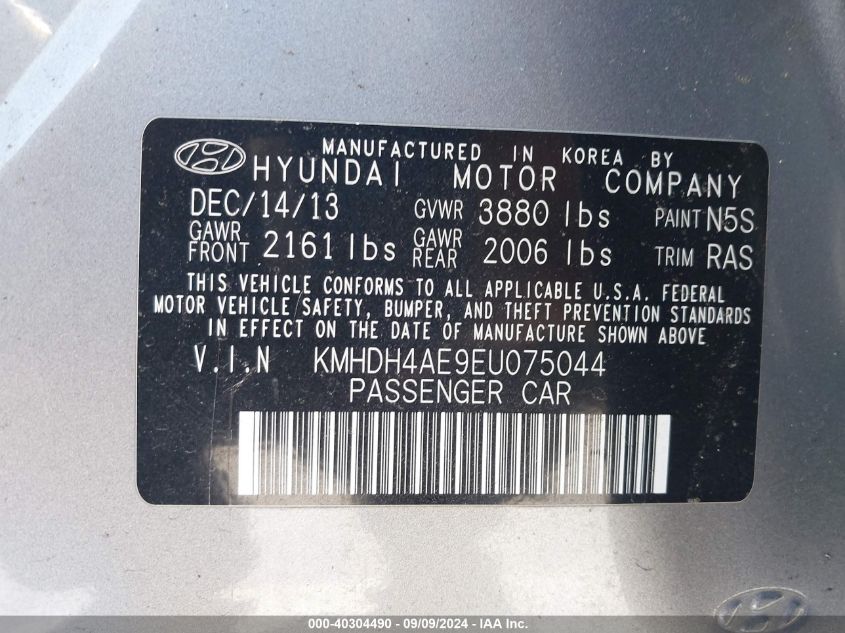 MANUFACTURED IN KOREA BY
HYUNDAI MOTOR COMPANY
DEC/14/13 GVWR 3880 lbs PAINT N5S
GAWR FRONT 2161 lbs GAWR REAR 2006 lbs TRIM RAS
THIS VEHICLE CONFORMS TO ALL APPLICABLE U.S.A. FEDERAL
MOTOR VEHICLE SAFETY, BUMPER, AND THEFT PREVENTION STANDARDS
IN EFFECT ON THE DATE OF MANUFACTURE SHOWN ABOVE
V.I.N KMHDH4AE9EU075044
PASSENGER CAR
000-40304490 - 09/09/2024 - IAA Inc.